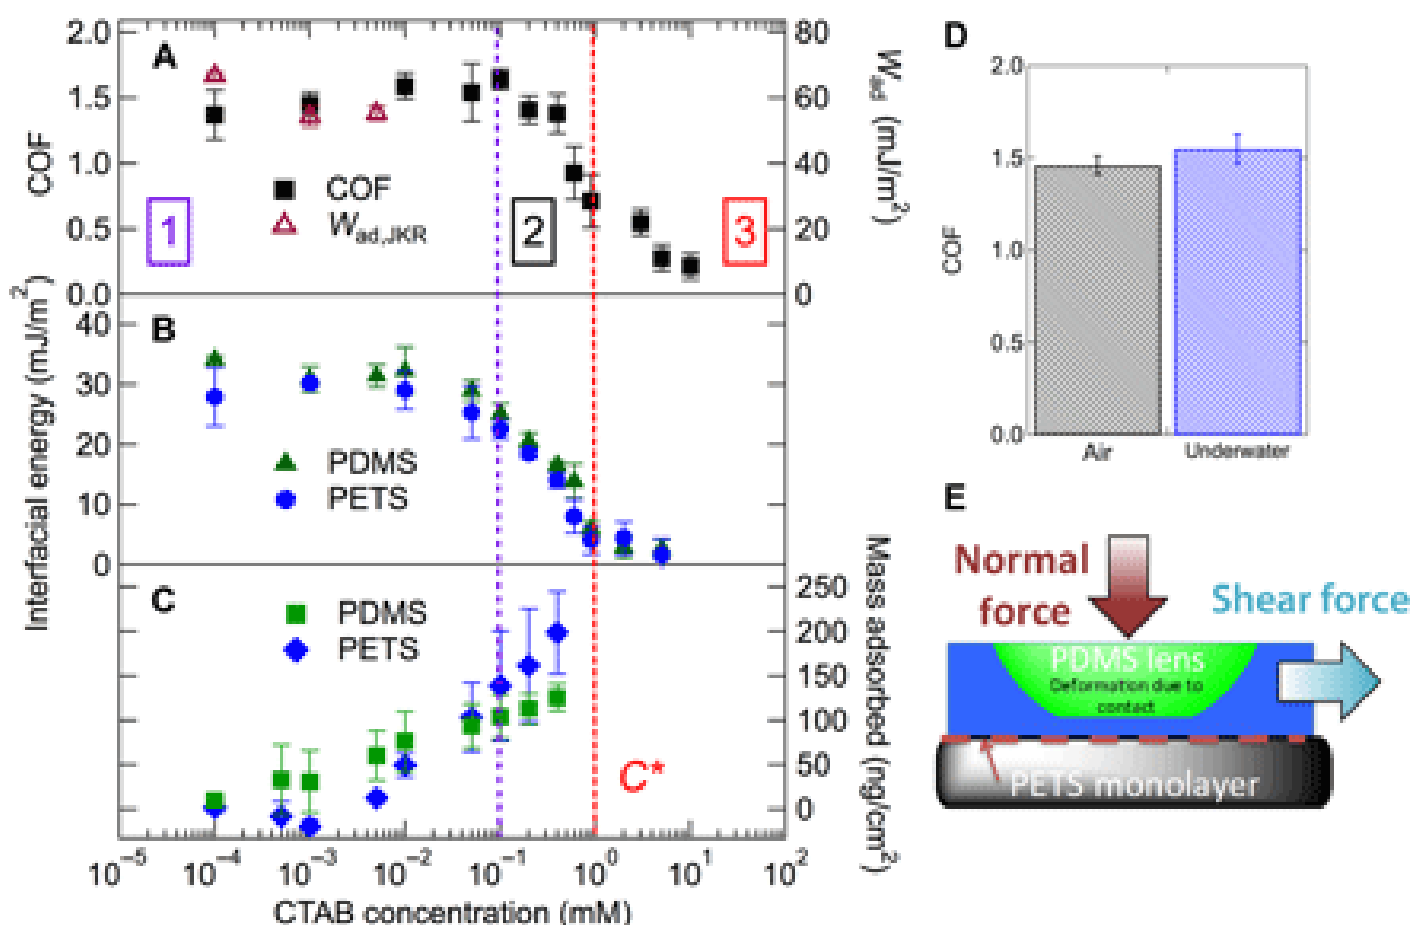 A
2.0
1.5
1.0
0.5
0.0
COF
80
60
40
20
0
W_ad (mJ/m²)
COF
W_ad,JKR
1
2
3
B
40
30
20
10
0
Interfacial energy (mJ/m²)
PDMS
PETS
C
PDMS
PETS
250
200
150
100
50
0
Mass adsorbed (ng/cm²)
C*
10⁻⁵
10⁻⁴
10⁻³
10⁻²
10⁻¹
10⁰
10¹
10²
CTAB concentration (mM)
D
2.0
1.5
1.0
0.5
0.0
COF
Air
Underwater
E
Normal
force
Shear force
PDMS lens
Deformation due to
contact
PETS monolayer